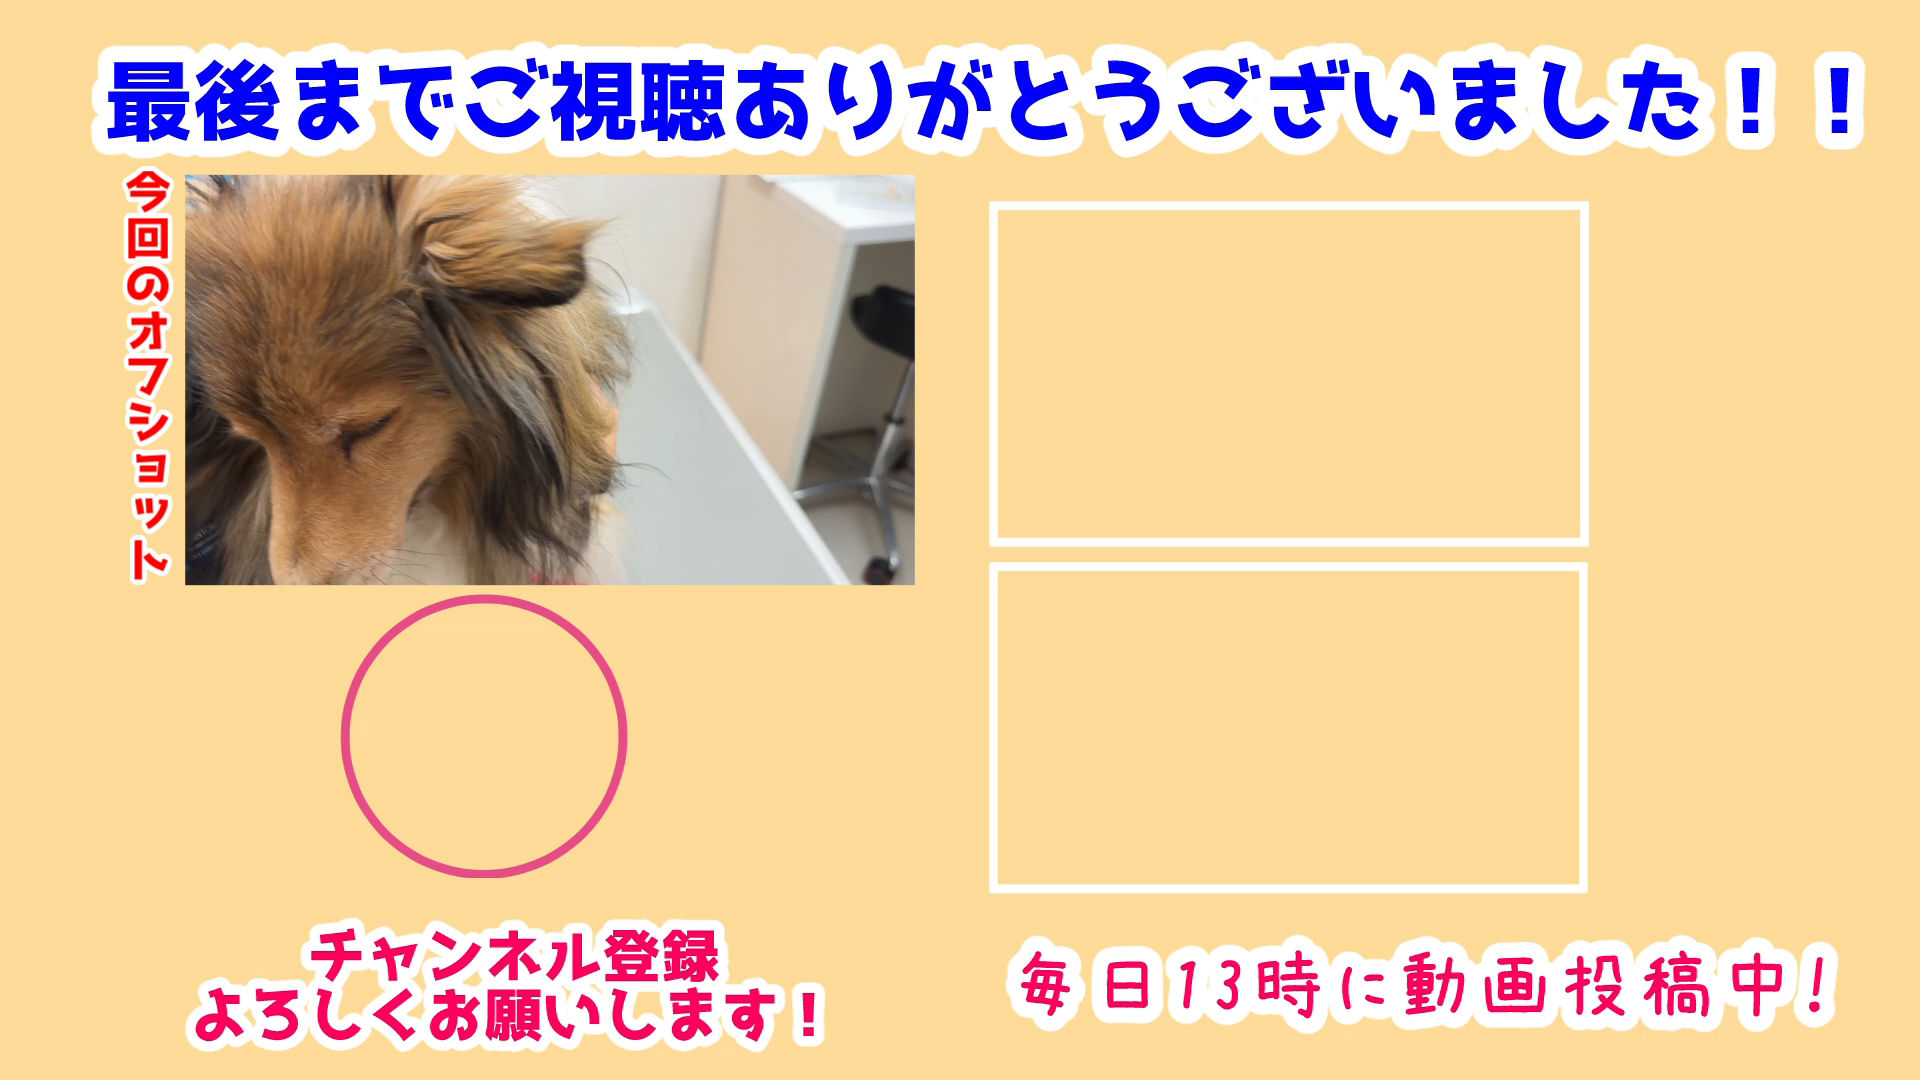 最後までご視聴ありがとうございました！！
今回のオフショット
チャンネル登録
よろしくお願いします！
毎日13時に動画投稿中！